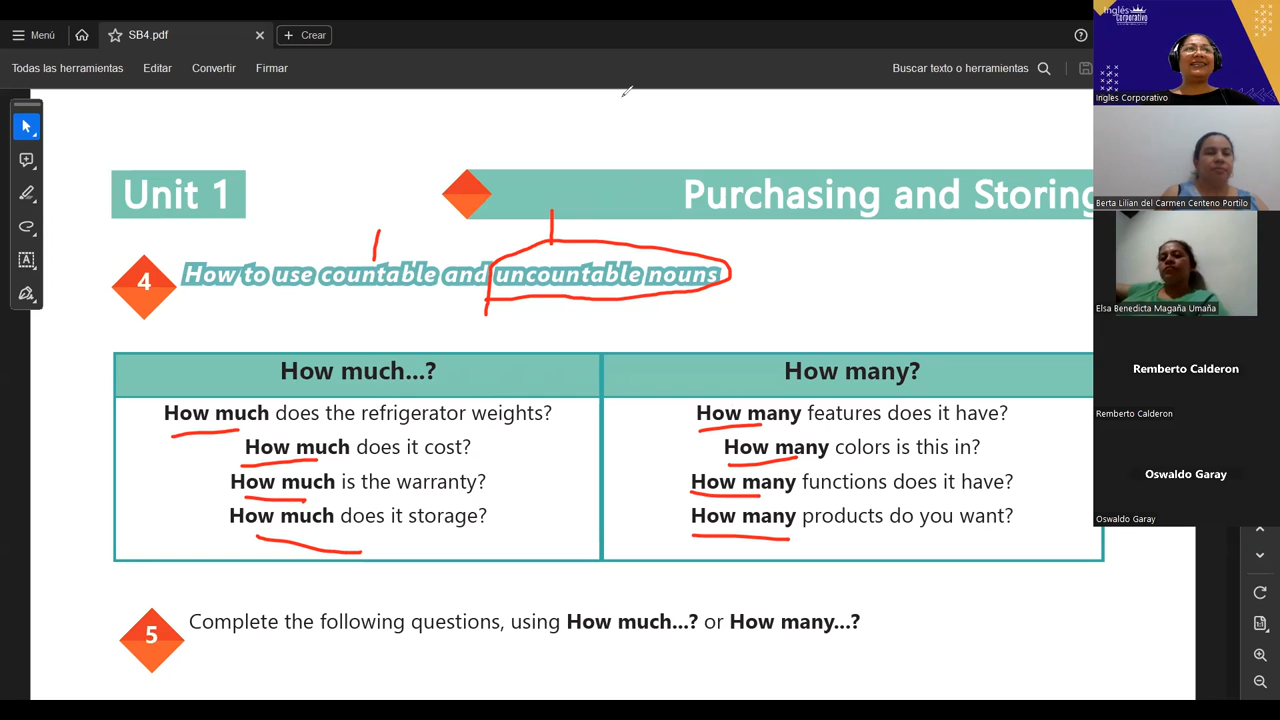 Menú
SB4.pdf
Crear
Todas las herramientas
Editar
Convertir
Firmar
Buscar texto o herramientas
Unit 1
Purchasing and Storing
4
How to use countable and uncountable nouns
How much...?
How many?
How much does the refrigerator weights?
How much does it cost?
How much is the warranty?
How much does it storage?
How many features does it have?
How many colors is this in?
How many functions does it have?
How many products do you want?
5
Complete the following questions, using How much...? or How many...?
Inglés
Corporativo
Ingles Corporativo
Berta Lilian del Carmen Centeno Portilo
Elsa Benedicta Magaña Umaña
Remberto Calderon
Remberto Calderon
Oswaldo Garay
Oswaldo Garay